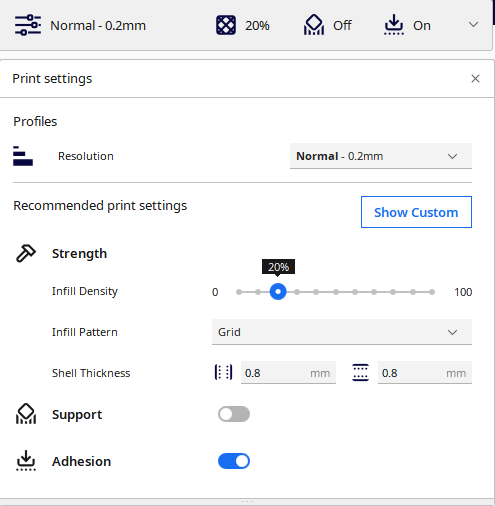 Normal - 0.2mm 20% Off On
Print settings
Profiles
Resolution Normal - 0.2mm
Recommended print settings Show Custom
Strength
20%
Infill Density 0 100
Infill Pattern Grid
Shell Thickness 0.8 mm 0.8 mm
Support
Adhesion